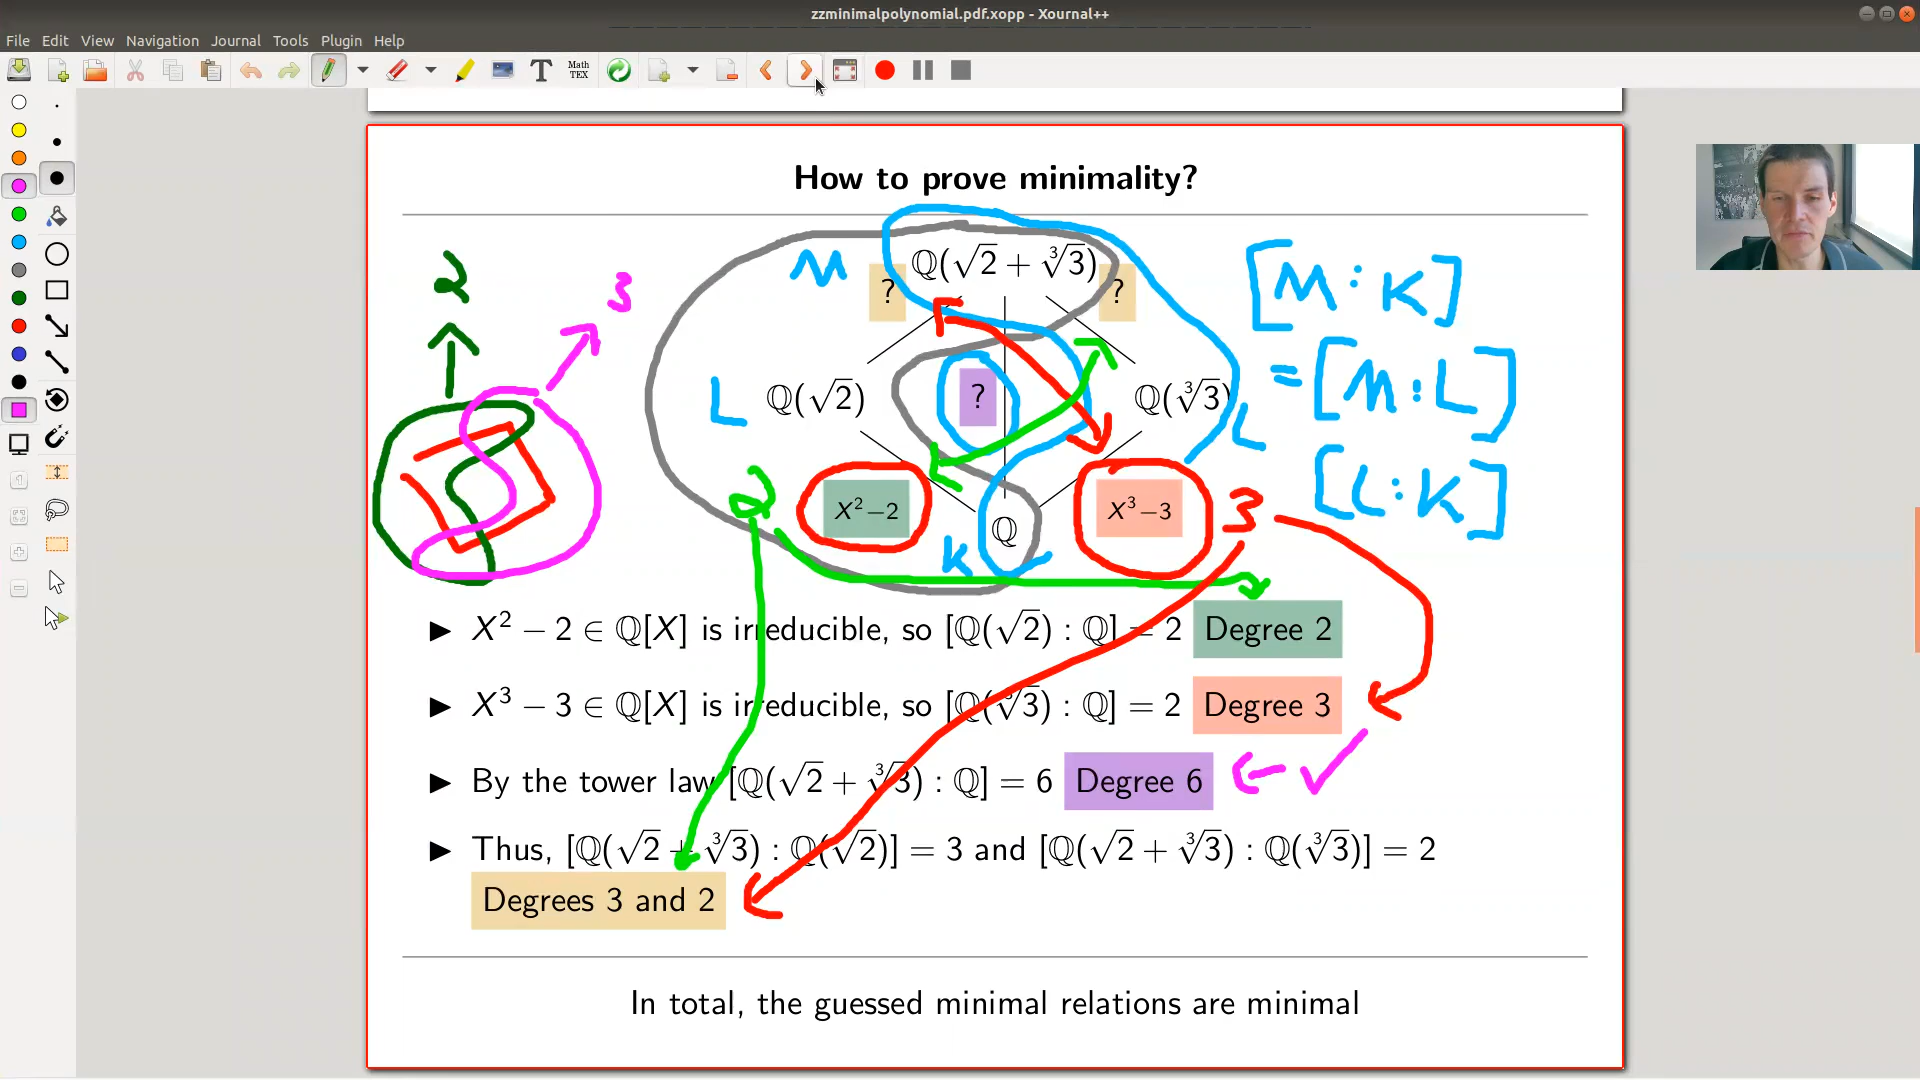 zzminimalpolynomial.pdf.xopp - Xournal++
File Edit View Navigation Journal Tools Plugin Help
T Math TEX
How to prove minimality?
2
3
M
? ℚ(√2 + ∛3) ?
[M : K]
= [M : L]
[L : K]
L ℚ(√2) ? ℚ(∛3) L
2 X² − 2 K ℚ X³ − 3 3
▶ X² − 2 ∈ ℚ[X] is irreducible, so [ℚ(√2) : ℚ] = 2 Degree 2
▶ X³ − 3 ∈ ℚ[X] is irreducible, so [ℚ(∛3) : ℚ] = 2 Degree 3
▶ By the tower law [ℚ(√2 + ∛3) : ℚ] = 6 Degree 6
▶ Thus, [ℚ(√2 + ∛3) : ℚ(√2)] = 3 and [ℚ(√2 + ∛3) : ℚ(∛3)] = 2
Degrees 3 and 2
In total, the guessed minimal relations are minimal